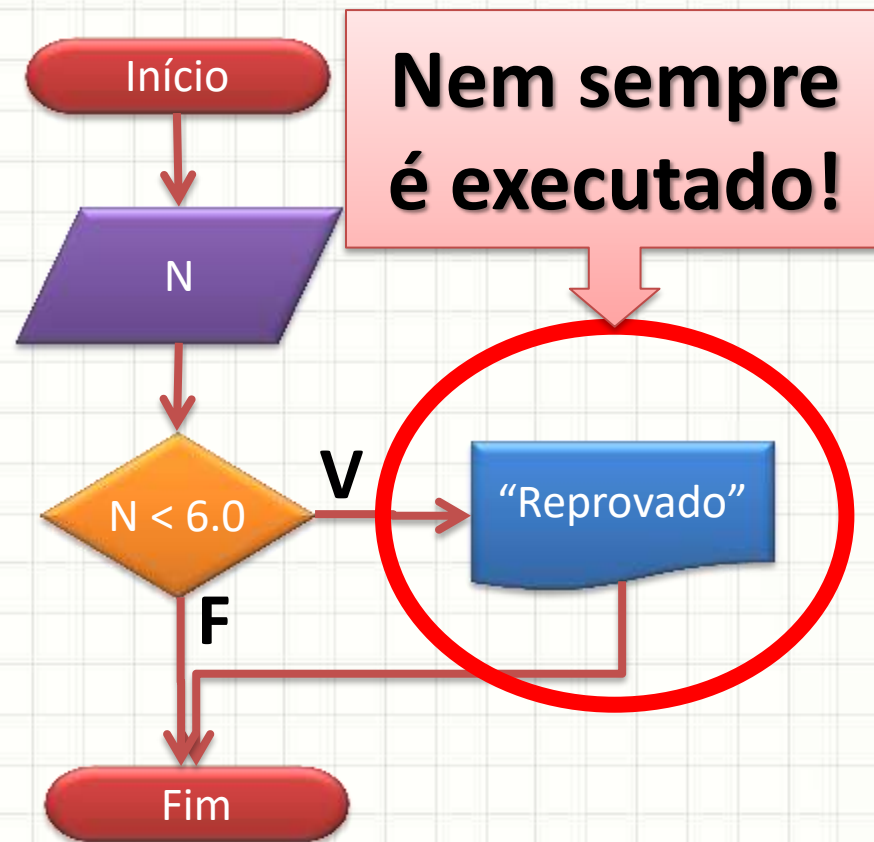 Início
Nem sempre
é executado!
N
N < 6.0
V
“Reprovado”
F
Fim